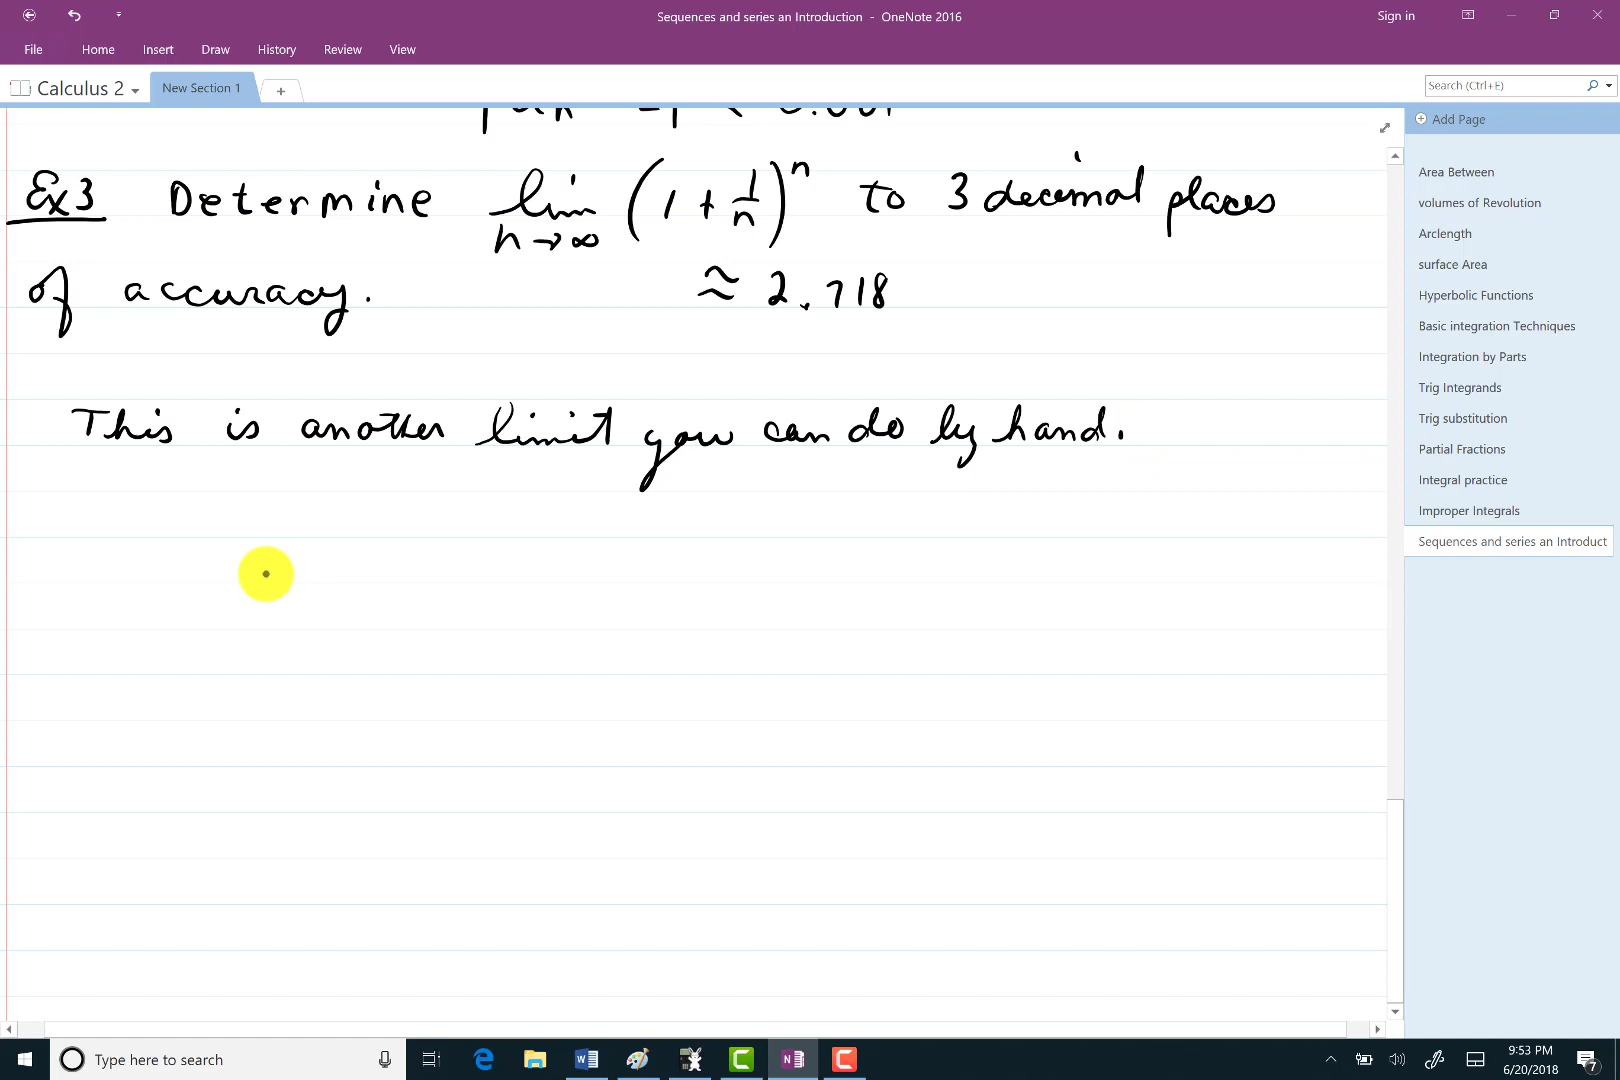 Sequences and series an Introduction - OneNote 2016
Sign in
File Home Insert Draw History Review View
Calculus 2 New Section 1 +
Search (Ctrl+E)
Add Page
Area Between
volumes of Revolution
Arclength
surface Area
Hyperbolic Functions
Basic integration Techniques
Integration by Parts
Trig Integrands
Trig substitution
Partial Fractions
Integral practice
Improper Integrals
Sequences and series an Introduct
Ex3 Determine lim n→∞ (1 + 1/n)^n to 3 decimal places
of accuracy. ≈ 2.718
This is another limit you can do by hand.
Type here to search
9:53 PM
6/20/2018
7